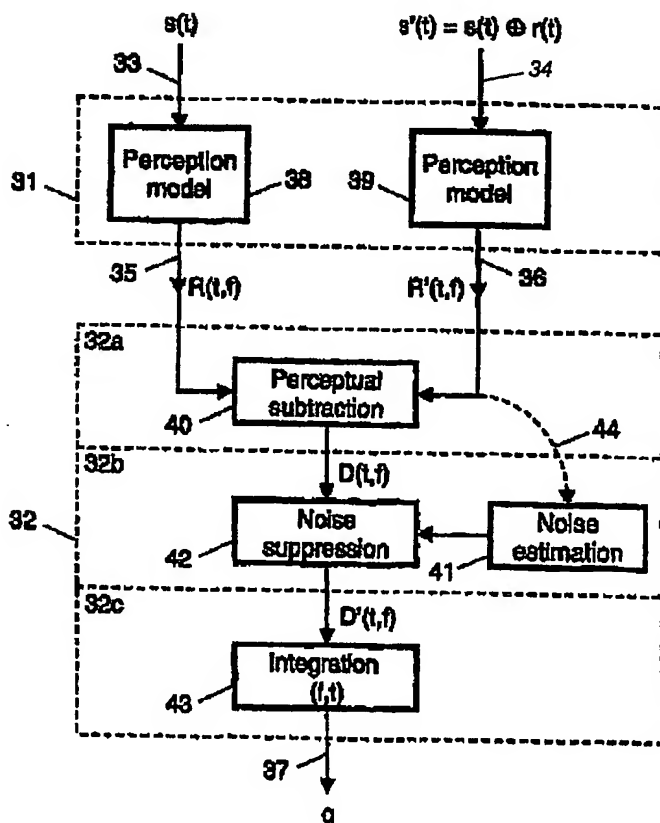 s(t)
s'(t) = s(t) ⊕ r(t)
33
34
31
Perception
model
38
39
Perception
model
35
R(t,f)
R'(t,f)
36
32a
Perceptual
subtraction
40
44
32b
D(t,f)
32
Noise
suppression
42
Noise
estimation
41
32c
D'(t,f)
Integration
(f,t)
43
37
q